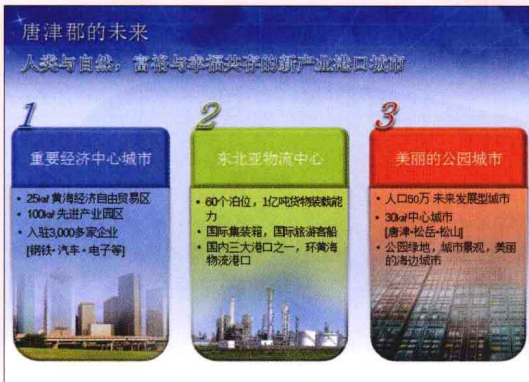 唐津郡的未来
人类与自然，富裕与幸福共存的新产业港口城市
1
重要经济中心城市
• 25㎢ 黄海经济自由贸易区
• 100㎢ 先进产业园区
• 入驻3,000多家企业
[钢铁·汽车·电子等]
2
东北亚物流中心
• 60个泊位，1亿吨货物装载能
力
• 国际集装箱，国际旅游客船
• 国内三大港口之一，环黄海
物流港口
3
美丽的公园城市
• 人口50万 未来发展型城市
• 30㎢中心城市
[唐津·松岳·松山]
• 公园绿地，城市景观，美丽
的海边城市